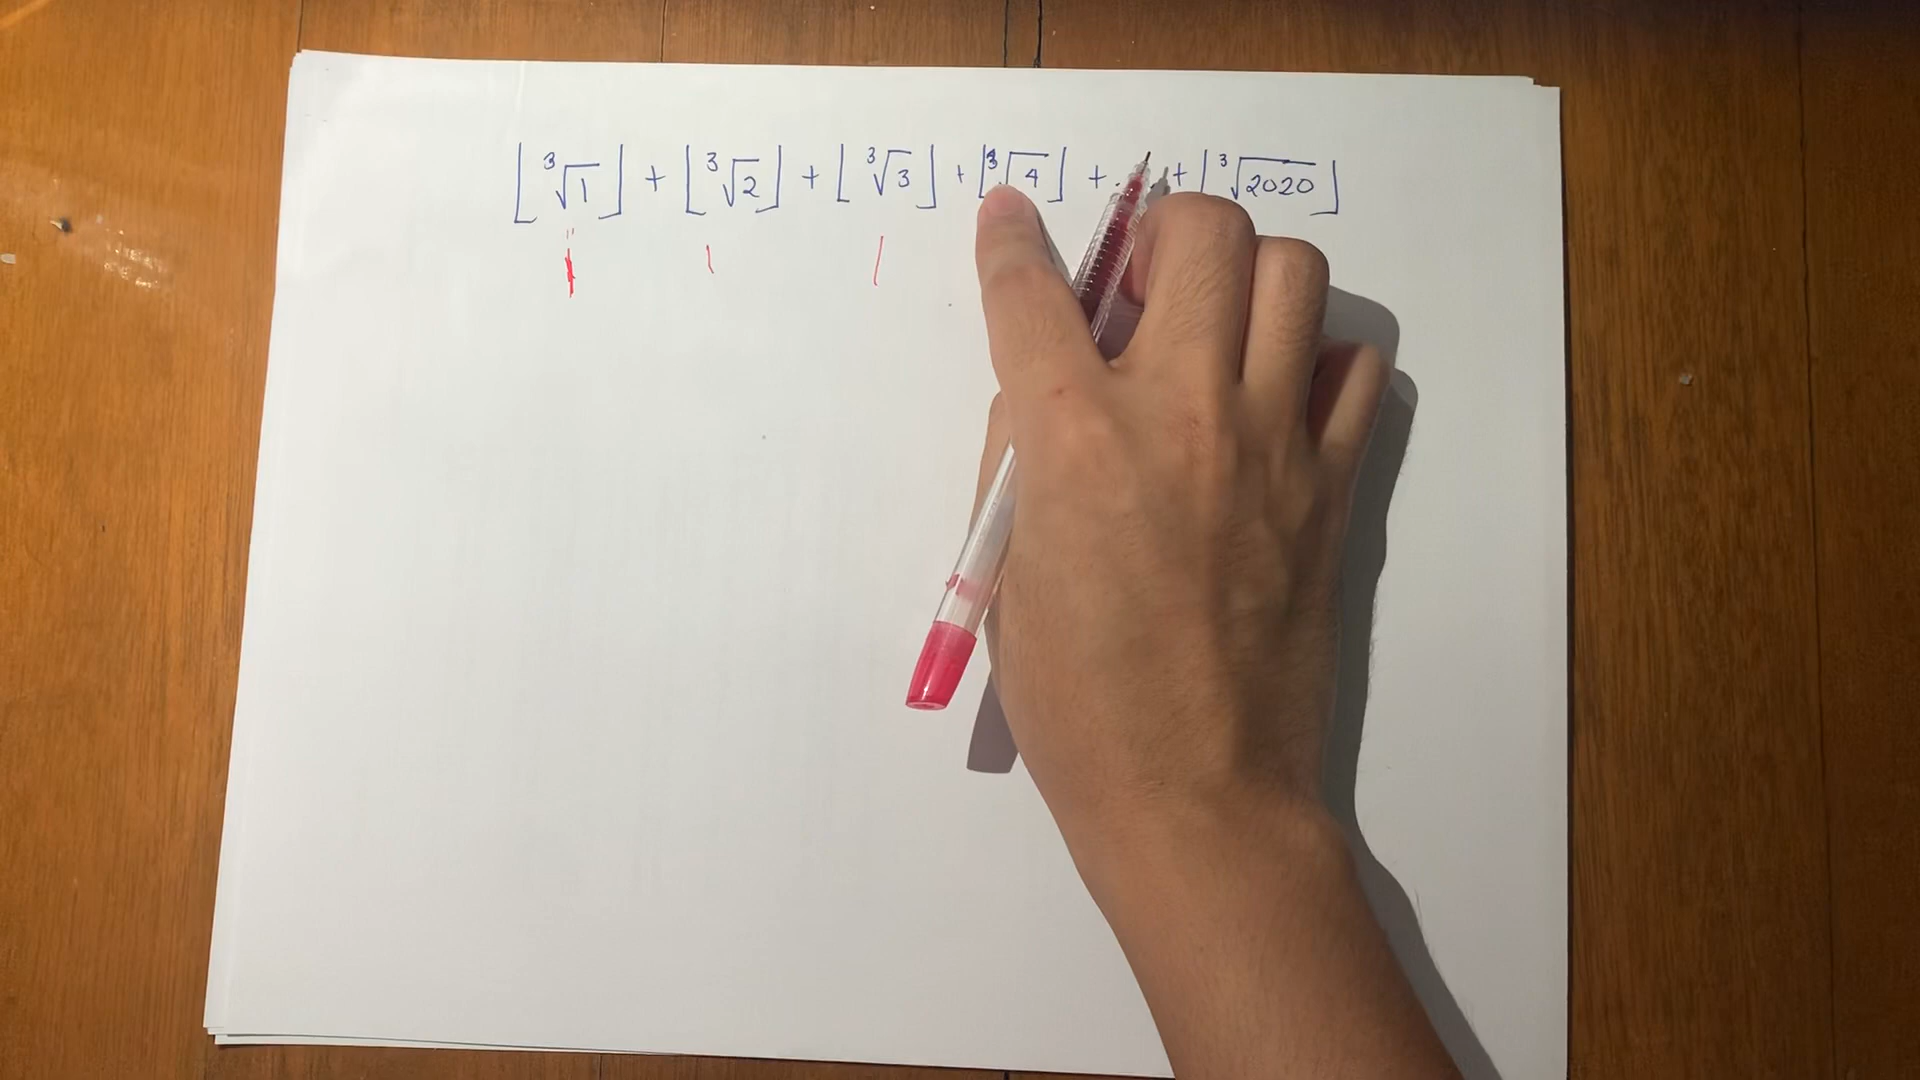 ⌊∛1⌋ + ⌊∛2⌋ + ⌊∛3⌋ + ⌊∛4⌋ + ... + ⌊∛2020⌋
1 1 1